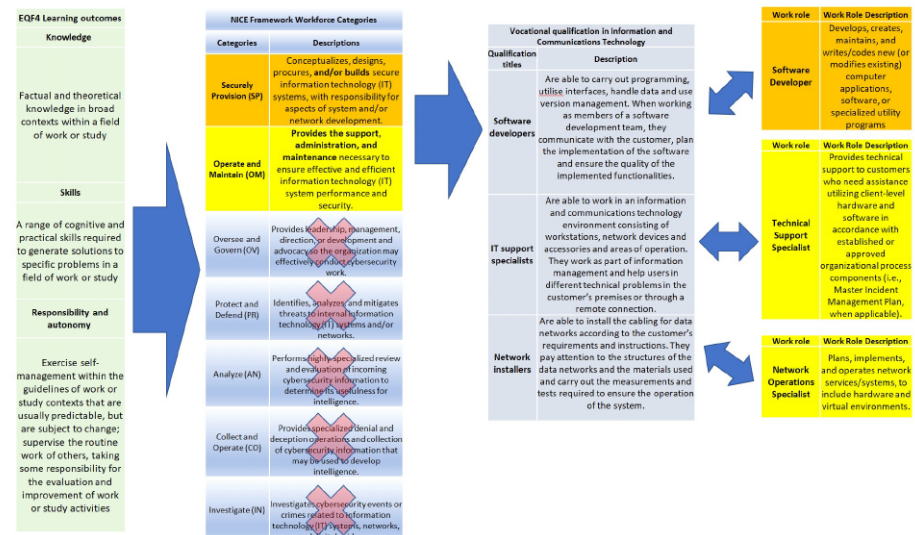 EQF4 Learning outcomes
Knowledge
Factual and theoretical
knowledge in broad
contexts within a field
of work or study
Skills
A range of cognitive and
practical skills required
to generate solutions to
specific problems in a
field of work or study
Responsibility and
autonomy
Exercise self-
management within the
guidelines of work or
study contexts that are
usually predictable, but
are subject to change;
supervise the routine
work of others, taking
some responsibility for
the evaluation and
improvement of work
or study activities
NICE Framework Workforce Categories
Categories
Descriptions
Securely
Provision (SP)
Conceptualizes, designs,
procures, and/or builds secure
information technology (IT)
systems, with responsibility for
aspects of system and/or
network development.
Operate and
Maintain (OM)
Provides the support,
administration, and
maintenance necessary to
ensure effective and efficient
information technology (IT)
system performance and
security.
Oversee and
Govern (OV)
Provides leadership, management,
direction, or development and
advocacy so the organization may
effectively conduct cybersecurity
work.
Protect and
Defend (PR)
Identifies, analyzes, and mitigates
threats to internal information
technology (IT) systems and/or
networks.
Analyze (AN)
Performs highly-specialized review
and evaluation of incoming
cybersecurity information to
determine its usefulness for
intelligence.
Collect and
Operate (CO)
Provides specialized denial and
deception operations and collection
of cybersecurity information that
may be used to develop
intelligence.
Investigate (IN)
Investigates cybersecurity events or
crimes related to information
technology (IT) systems, networks,
Vocational qualification in Information and
Communications Technology
Qualification
titles
Description
Software
developers
Are able to carry out programming,
utilise interfaces, handle data and use
version management. When working
as members of a software
development team, they
communicate with the customer, plan
the implementation of the software
and ensure the quality of the
implemented functionalities.
IT support
specialists
Are able to work in an information
and communications technology
environment consisting of
workstations, network devices and
accessories and areas of operation.
They work as part of information
management and help users in
different technical problems in the
customer's premises or through a
remote connection.
Network
installers
Are able to install the cabling for data
networks according to the customer's
requirements and instructions. They
pay attention to the structures of the
data networks and the materials used
and carry out the measurements and
tests required to ensure the operation
of the system.
Work role
Work Role Description
Software
Developer
Develops, creates,
maintains, and
writes/codes new (or
modifies existing)
computer
applications,
software, or
specialized utility
programs
Work role
Work Role Description
Technical
Support
Specialist
Provides technical
support to customers
who need assistance
utilizing client-level
hardware and
software in
accordance with
established or
approved
organizational process
components (i.e.,
Master Incident
Management Plan,
when applicable).
Work role
Work Role Description
Network
Operations
Specialist
Plans, implements,
and operates network
services/systems, to
include hardware and
virtual environments.